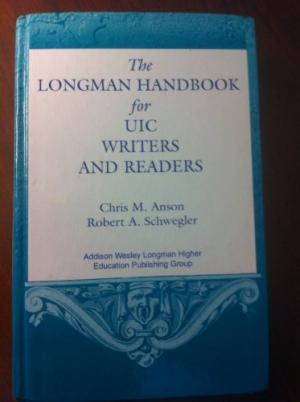 The
LONGMAN HANDBOOK
for
UIC
WRITERS
AND READERS
Chris M. Anson
Robert A. Schwegler
Addison Wesley Longman Higher
Education Publishing Group